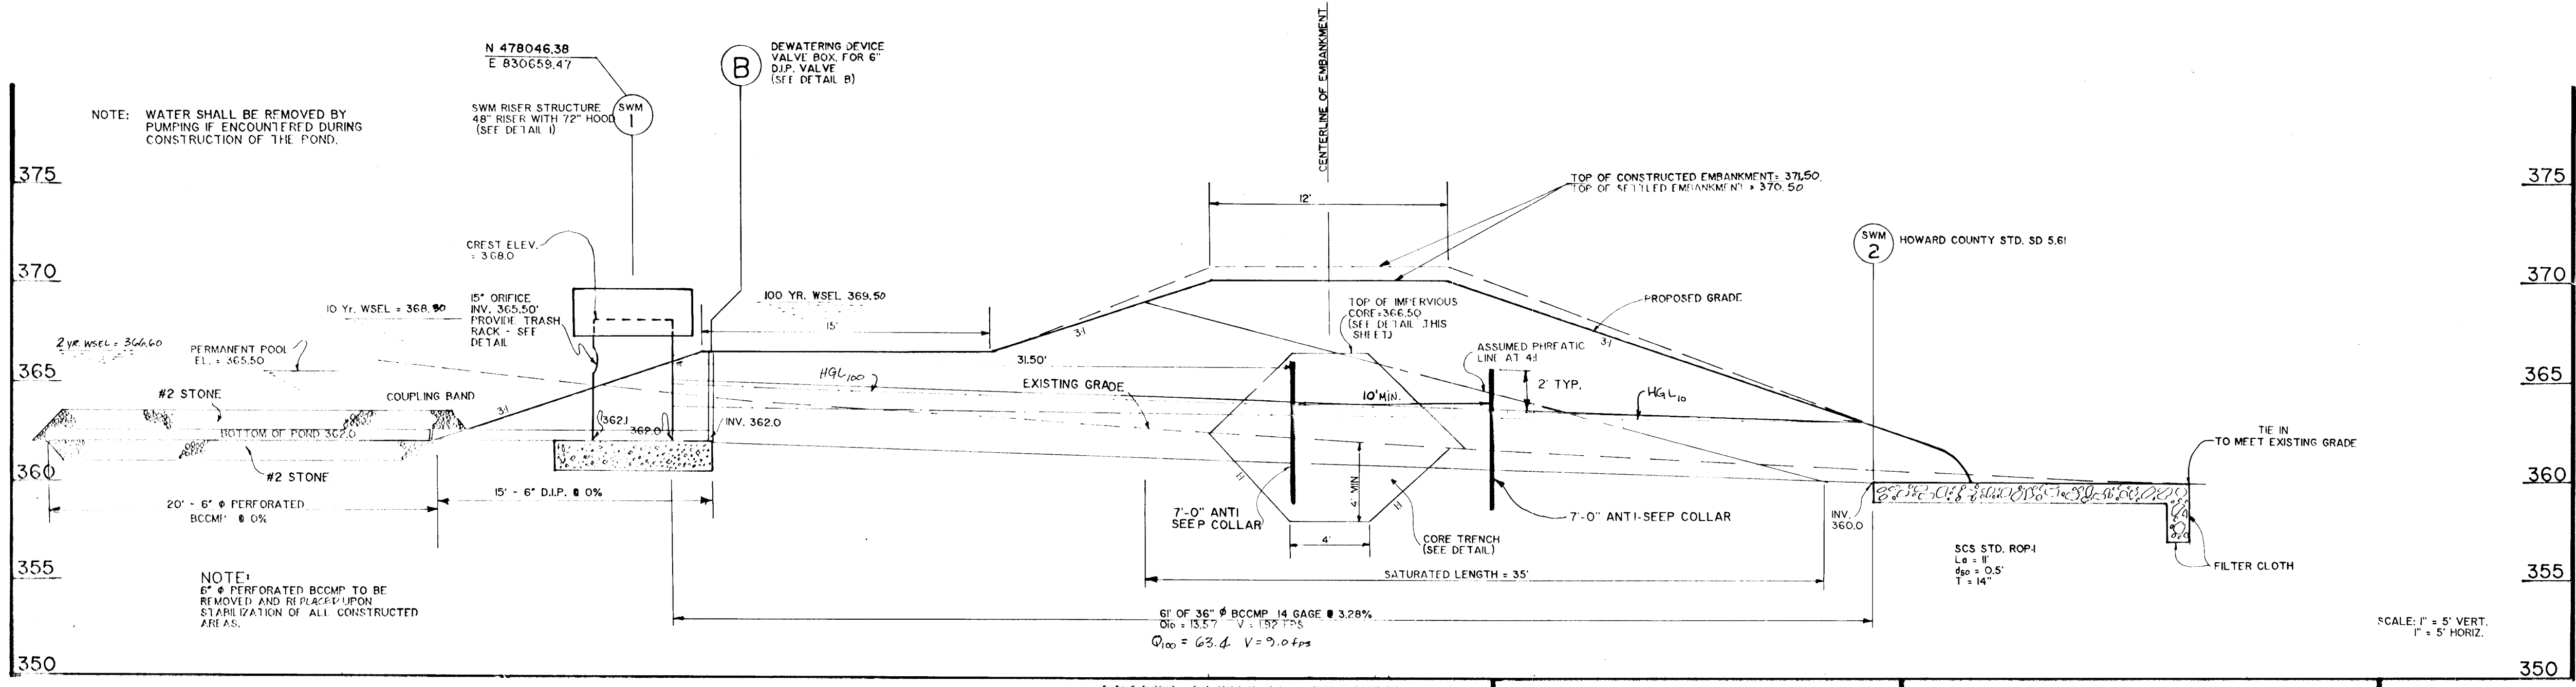 CENTERLINE OF EMBANKMENT
N 478046.38
E 830659.47
B
DEWATERING DEVICE
VALVE BOX, FOR 6"
D.I.P. VALVE
(SEE DETAIL B)
NOTE: WATER SHALL BE REMOVED BY
PUMPING IF ENCOUNTERED DURING
CONSTRUCTION OF THE POND.
SWM RISER STRUCTURE
48" RISER WITH 72" HOOD
(SEE DETAIL 1)
SWM
1
375
TOP OF CONSTRUCTED EMBANKMENT= 371.50.
TOP OF SETTLED EMBANKMENT = 370.50
375
12'
CREST ELEV.
= 368.0
SWM
2
HOWARD COUNTY STD. SD 5.61
370
370
10 Yr. WSEL = 368.30
15" ORIFICE
INV. 365.50'
PROVIDE TRASH
RACK - SEE
DETAIL
100 YR. WSEL 369.50
15'
TOP OF IMPERVIOUS
CORE=366.50
(SEE DETAIL THIS
SHEET)
PROPOSED GRADE
3:1
3:1
2 YR. WSEL = 366.60
PERMANENT POOL
EL. = 365.50
31.50'
ASSUMED PHREATIC
LINE AT 4:1
365
365
HGL100
EXISTING GRADE
2' TYP.
#2 STONE
COUPLING BAND
10' MIN.
HGL10
3:1
362.1
362.0
INV. 362.0
BOTTOM OF POND 362.0
TIE IN
TO MEET EXISTING GRADE
#2 STONE
360
360
1:1
4' MIN
1:1
20' - 6" ⌀ PERFORATED
BCCMP @ 0%
15' - 6" D.I.P. @ 0%
7'-0" ANTI
SEEP COLLAR
7'-0" ANTI-SEEP COLLAR
INV.
360.0
4'
CORE TRENCH
(SEE DETAIL)
SCS STD. ROP-1
La = 11'
d50 = 0.5'
T = 14"
FILTER CLOTH
355
SATURATED LENGTH = 35'
355
NOTE:
6" ⌀ PERFORATED BCCMP TO BE
REMOVED AND REPLACED UPON
STABILIZATION OF ALL CONSTRUCTED
AREAS.
61' OF 36" ⌀ BCCMP 14 GAGE @ 3.28%
Q10 = 13.57 V = 1.92 FPS
Q100 = 63.4 V = 9.0 fps
SCALE: 1" = 5' VERT.
1" = 5' HORIZ.
350
350